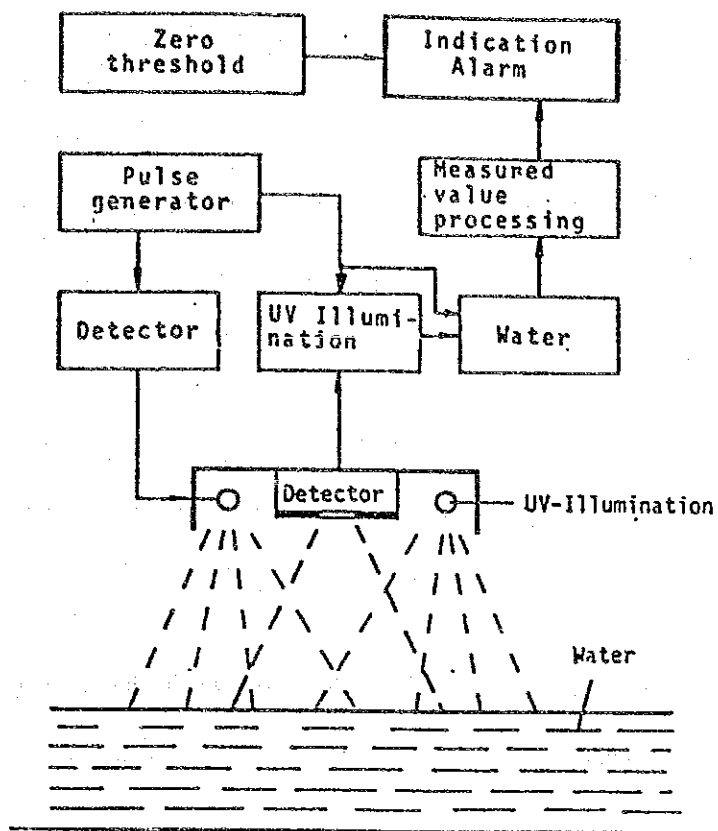 Zero
threshold
Indication
Alarm
Pulse
generator
Measured
value
processing
Detector
UV Illumi-
nation
Water
Detector
UV-Illumination
Water